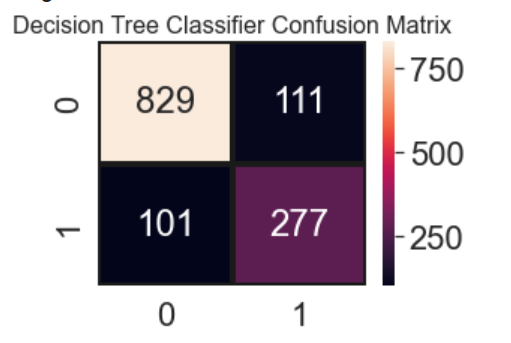 Decision Tree Classifier Confusion Matrix
0 829 111 750
500
1 101 277 250
0 1